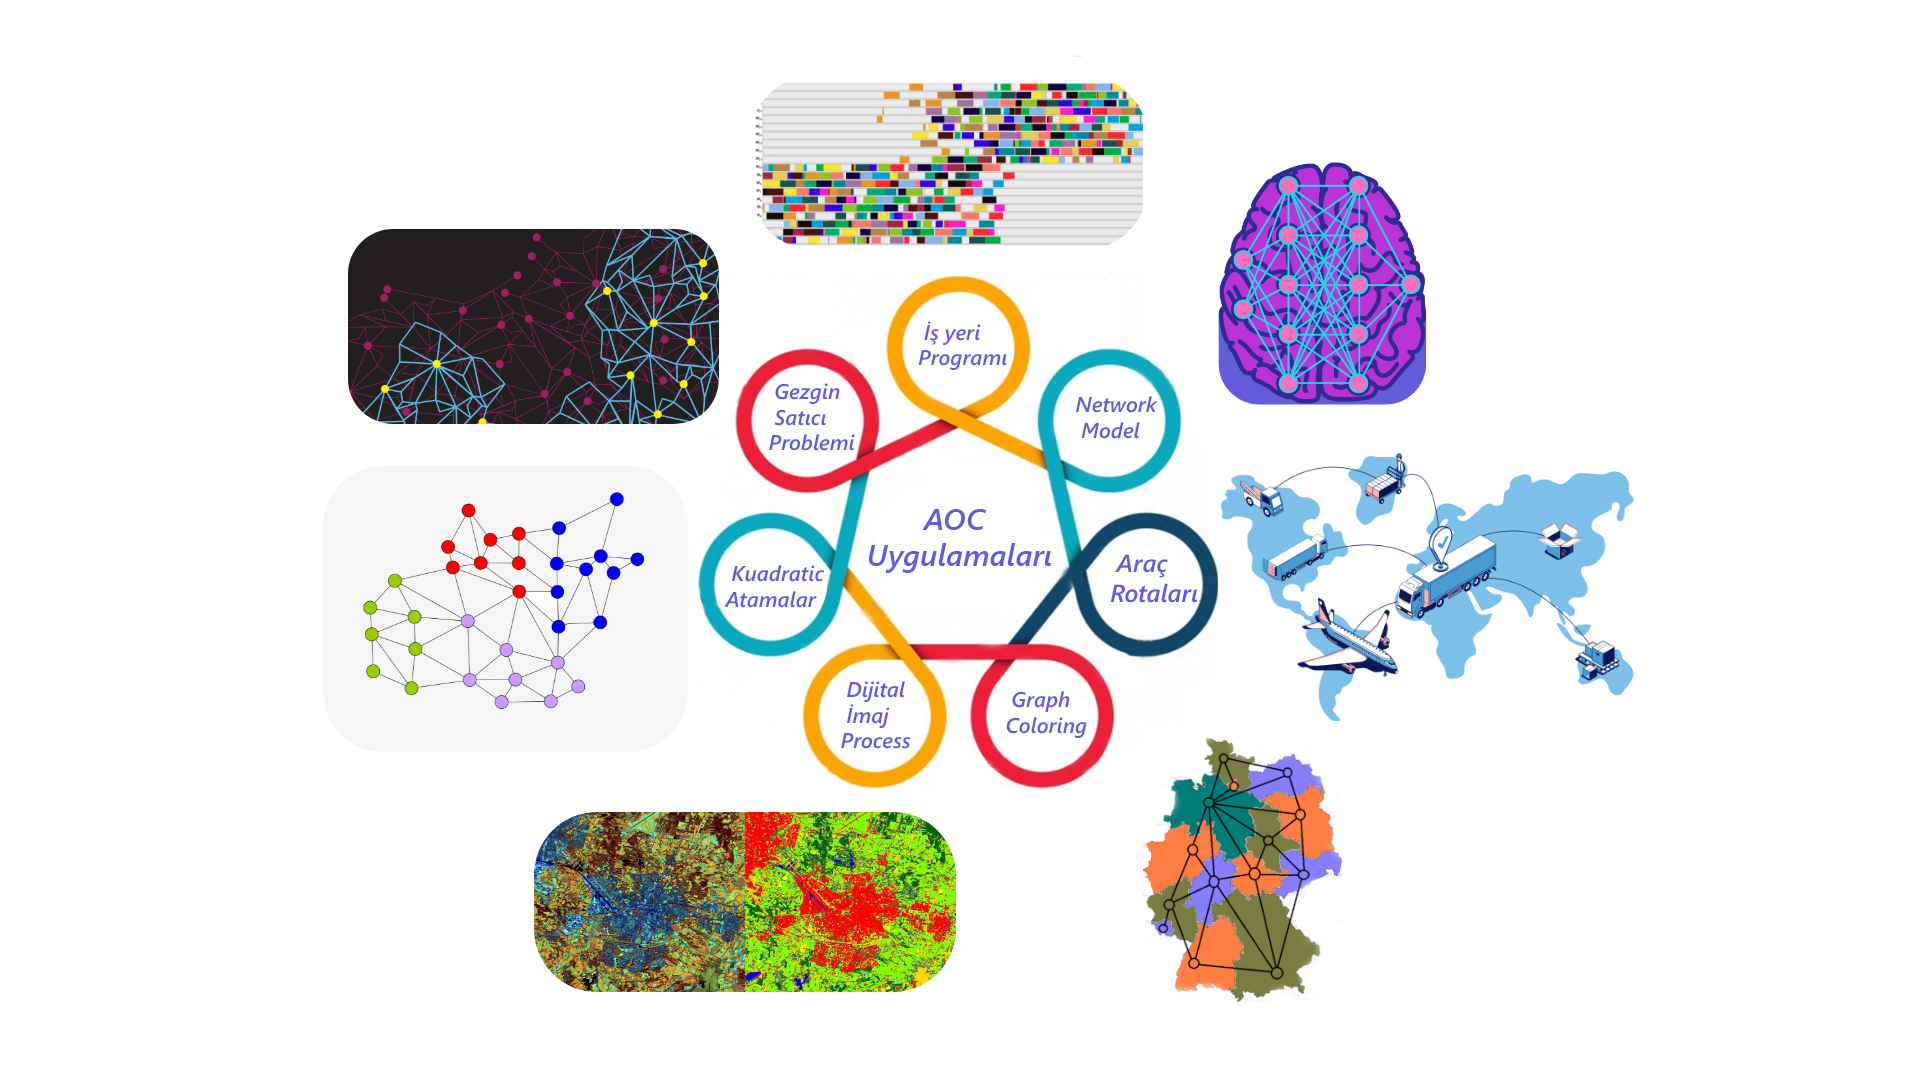 İş yeri
Programı
Gezgin
Satıcı
Problemi
Network
Model
AOC
Uygulamaları
Kuadratic
Atamalar
Araç
Rotaları
Dijital
İmaj
Process
Graph
Coloring